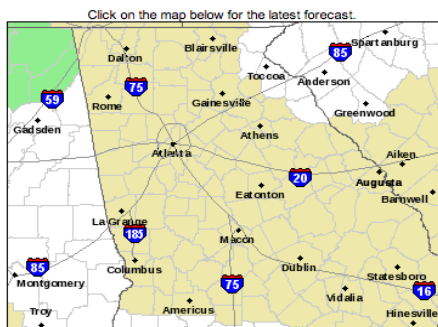 Click on the map below for the latest forecast.
Spartanburg
Blairsville
85
Dalton
Toccoa
Anderson
75
59
Rome
Gainesville
Greenwood
Gadsden
Athens
Atlanta
Aiken
20
Augusta
Eatonton
Barnwell
La Grange
185
Macon
85
Columbus
Dublin
Statesboro
Montgomery
75
16
Vidalia
Americus
Troy
Hinesville